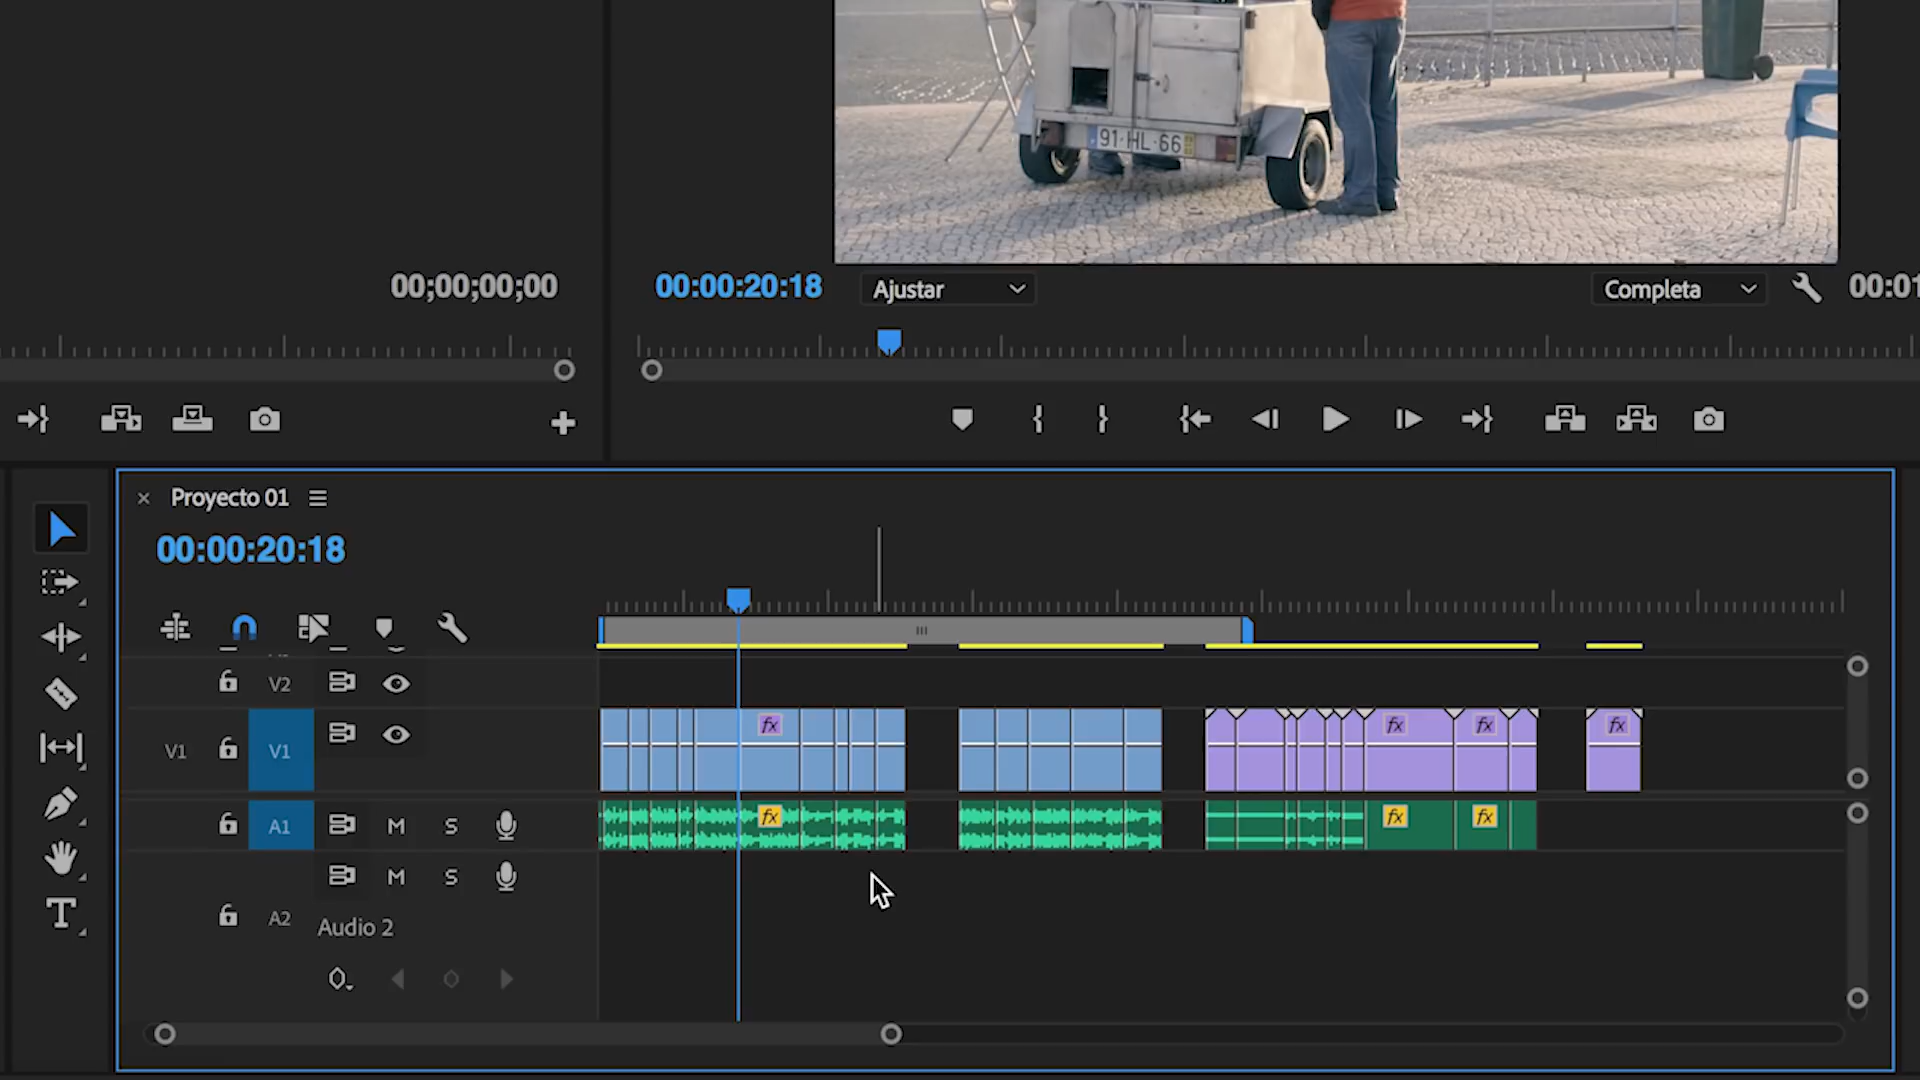 91-HL-66
00;00;00;00
00:00:20:18
Ajustar
Completa
00:01
Proyecto 01
00:00:20:18
V2
V1
V1
A1
M
S
M
S
A2
Audio 2
fx
fx
fx
fx
fx
fx
fx